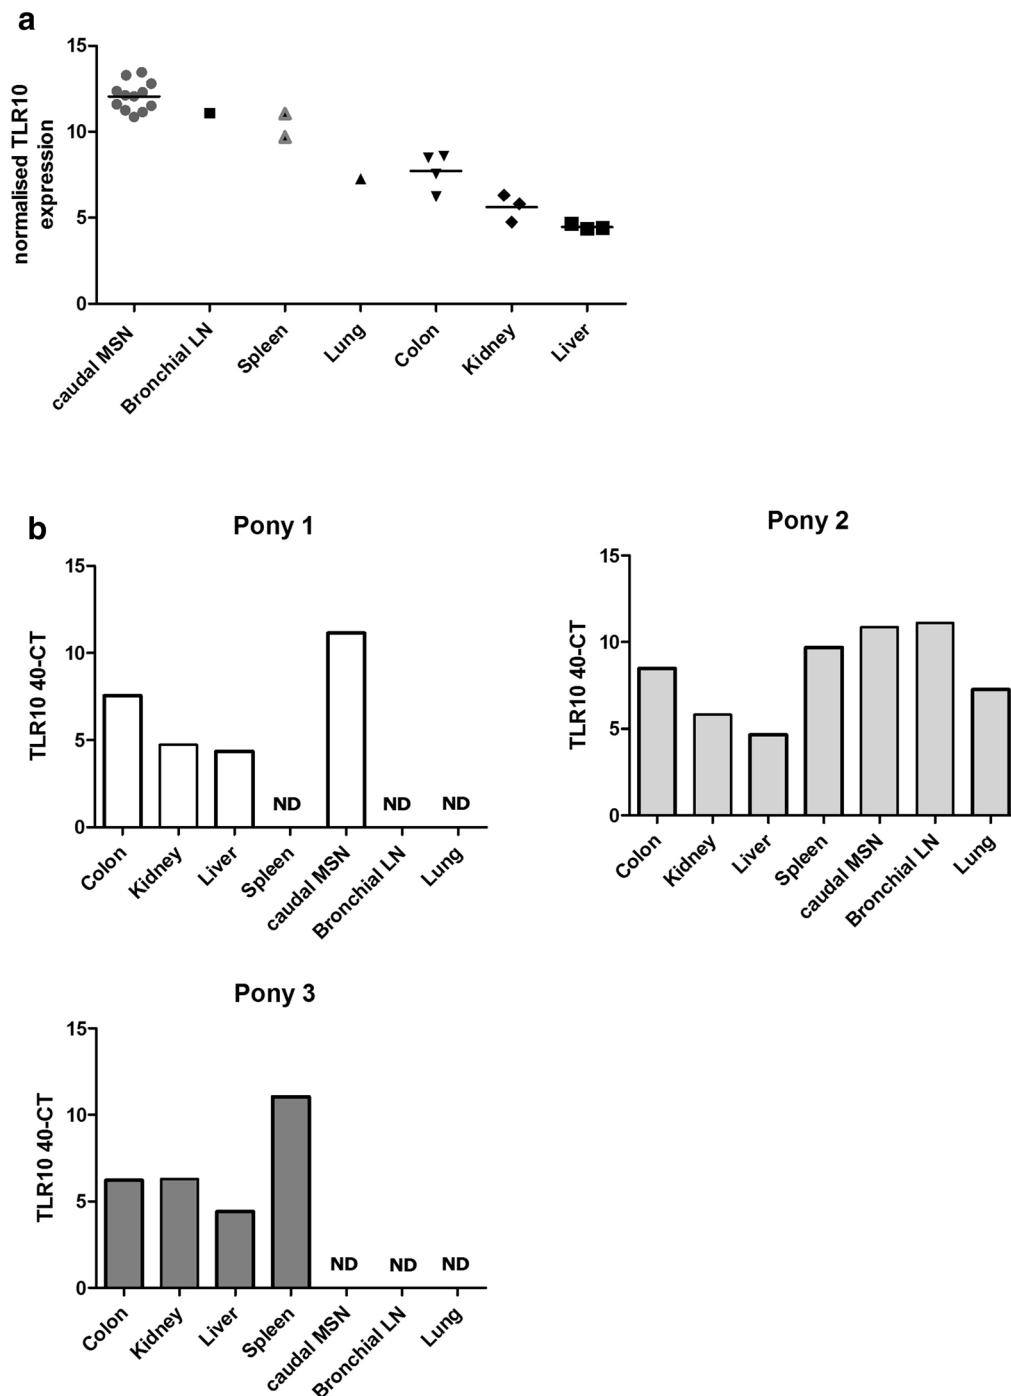 a
normalised TLR10
expression
15
10
5
0
caudal MSN
Bronchial LN
Spleen
Lung
Colon
Kidney
Liver
b
Pony 1
TLR10 40-CT
15
10
5
0
ND
ND
ND
Colon
Kidney
Liver
Spleen
caudal MSN
Bronchial LN
Lung
Pony 2
TLR10 40-CT
15
10
5
0
Colon
Kidney
Liver
Spleen
caudal MSN
Bronchial LN
Lung
Pony 3
TLR10 40-CT
15
10
5
0
ND
ND
ND
Colon
Kidney
Liver
Spleen
caudal MSN
Bronchial LN
Lung